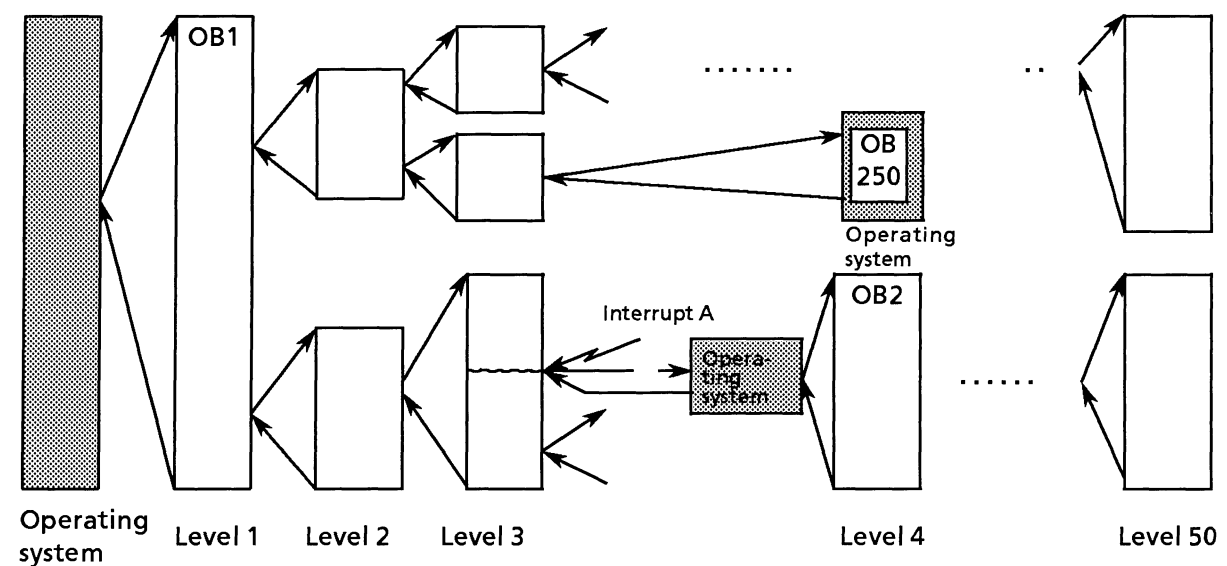 OB1
.......
..
OB
250
Operating
system
Interrupt A
OB2
Opera-
ting
system
......
Operating
system
Level 1
Level 2
Level 3
Level 4
Level 50